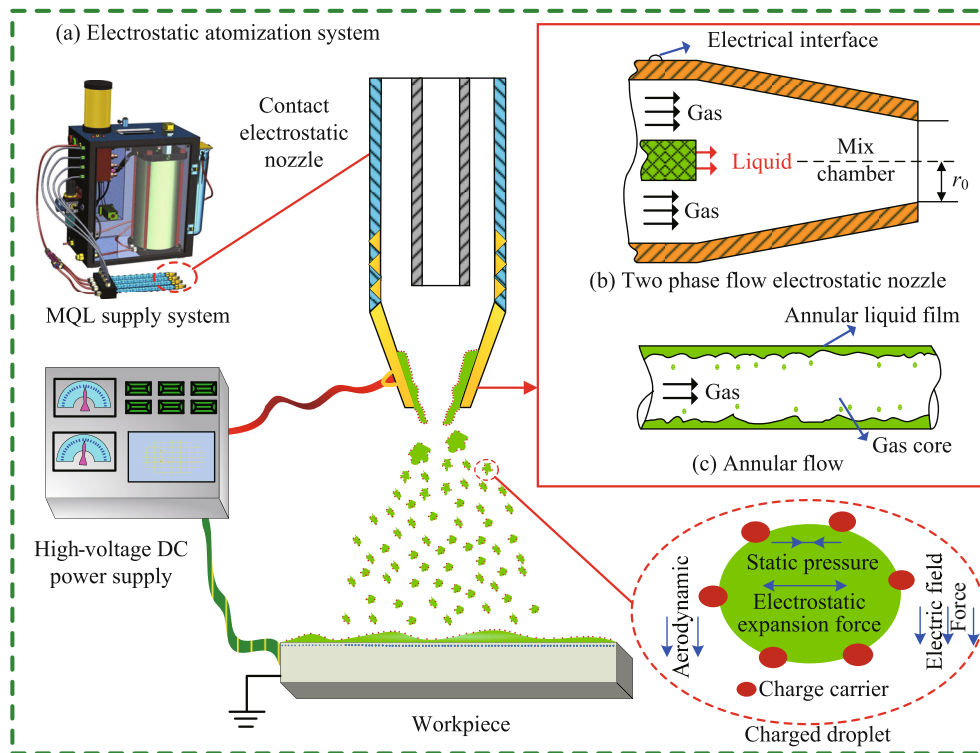 (a) Electrostatic atomization system
Contact
electrostatic
nozzle
MQL supply system
High-voltage DC
power supply
Workpiece
Electrical interface
Gas
Liquid
Mix
chamber
r0
Gas
(b) Two phase flow electrostatic nozzle
Annular liquid film
Gas
Gas core
(c) Annular flow
Aerodynamic
Static pressure
Electrostatic
expansion force
Electric field
Force
Charge carrier
Charged droplet